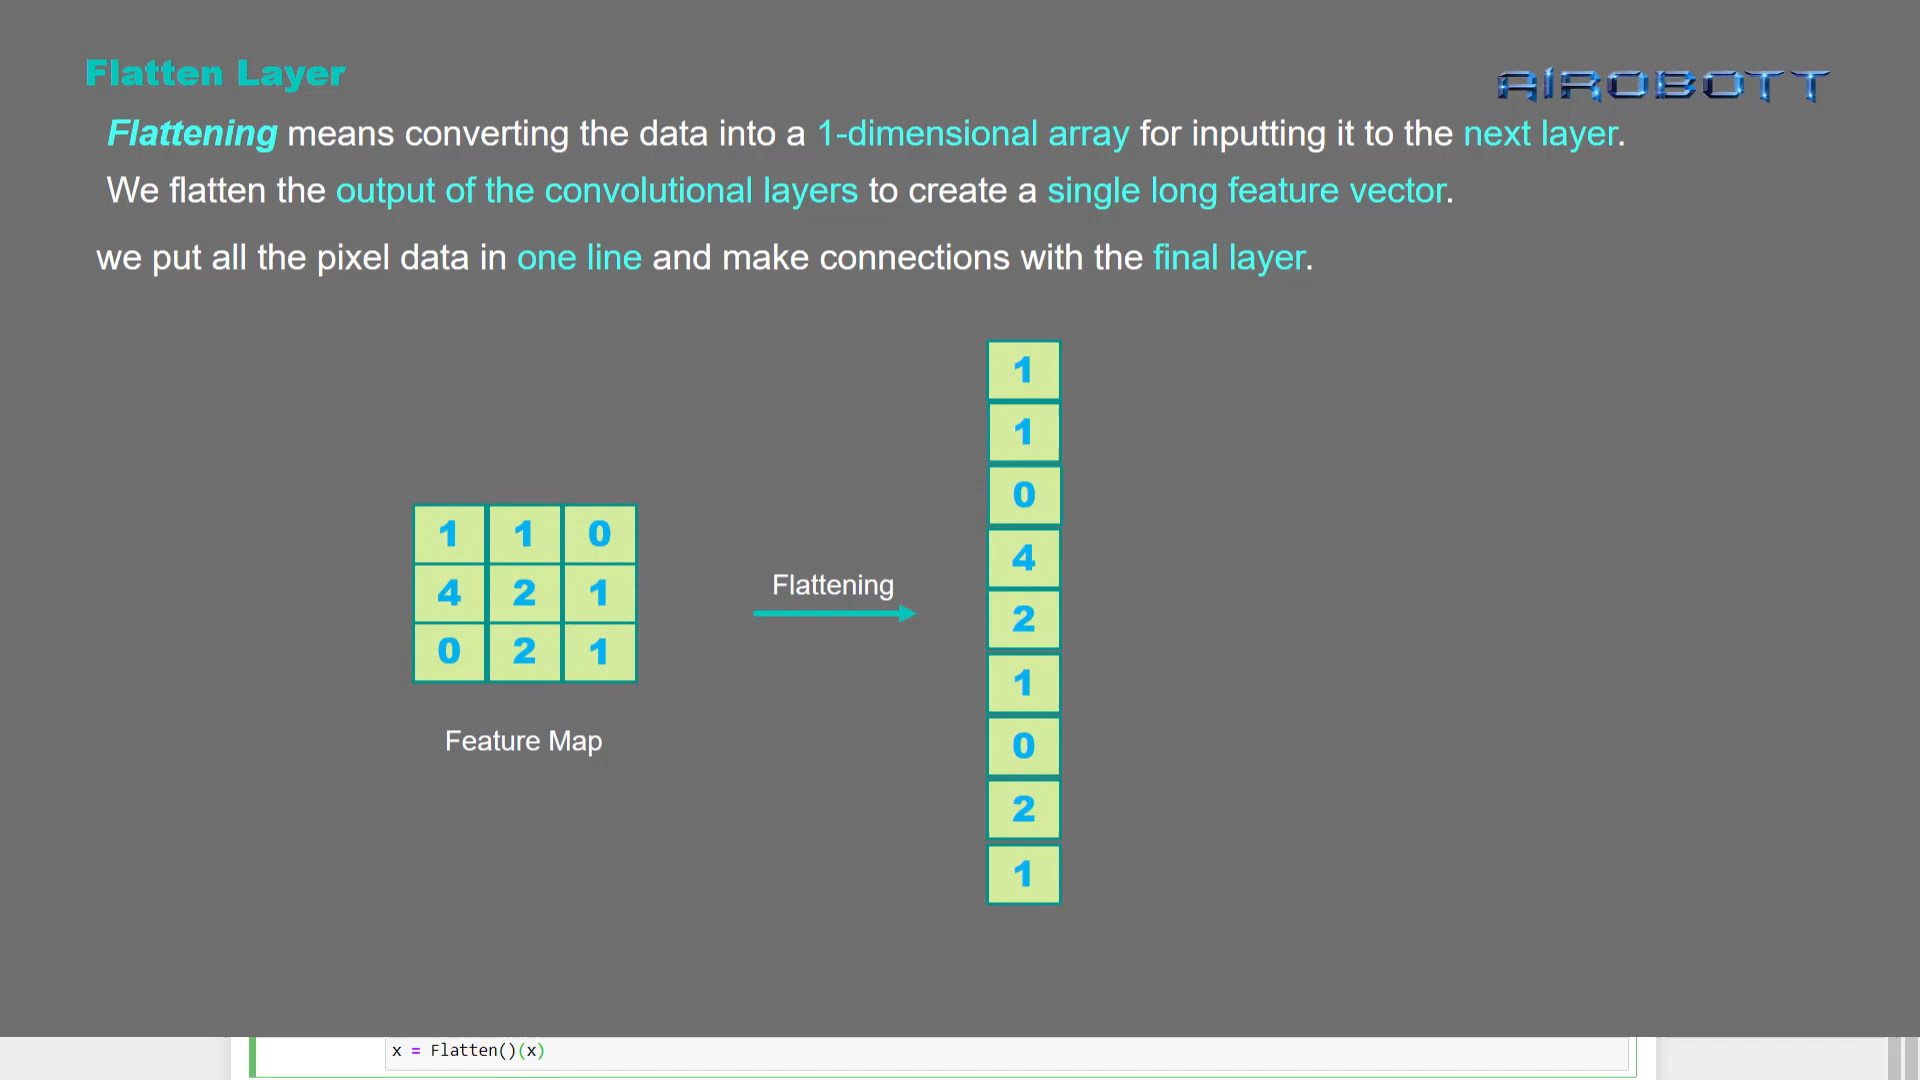 Flatten Layer
AIROBOTT
Flattening means converting the data into a 1-dimensional array for inputting it to the next layer.
We flatten the output of the convolutional layers to create a single long feature vector.
we put all the pixel data in one line and make connections with the final layer.
1 1 0
4 2 1
0 2 1
Feature Map
Flattening
1
1
0
4
2
1
0
2
1
x = Flatten()(x)